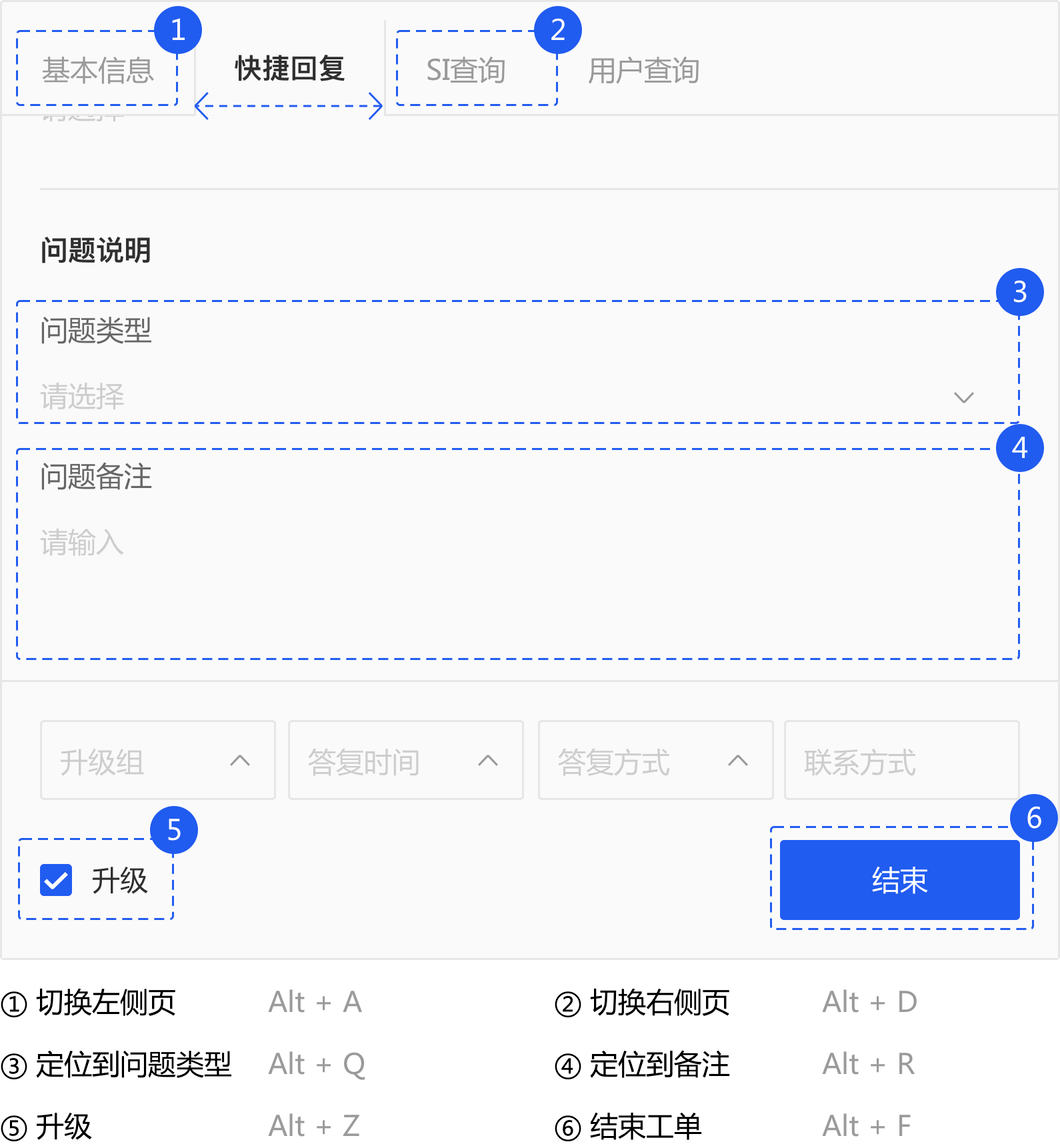 1 2
基本信息 快捷回复 SI查询 用户查询
请选择
问题说明
3
问题类型
请选择
4
问题备注
请输入
升级组 答复时间 答复方式 联系方式
5 6
升级 结束
① 切换左侧页 Alt + A ② 切换右侧页 Alt + D
③ 定位到问题类型 Alt + Q ④ 定位到备注 Alt + R
⑤ 升级 Alt + Z ⑥ 结束工单 Alt + F